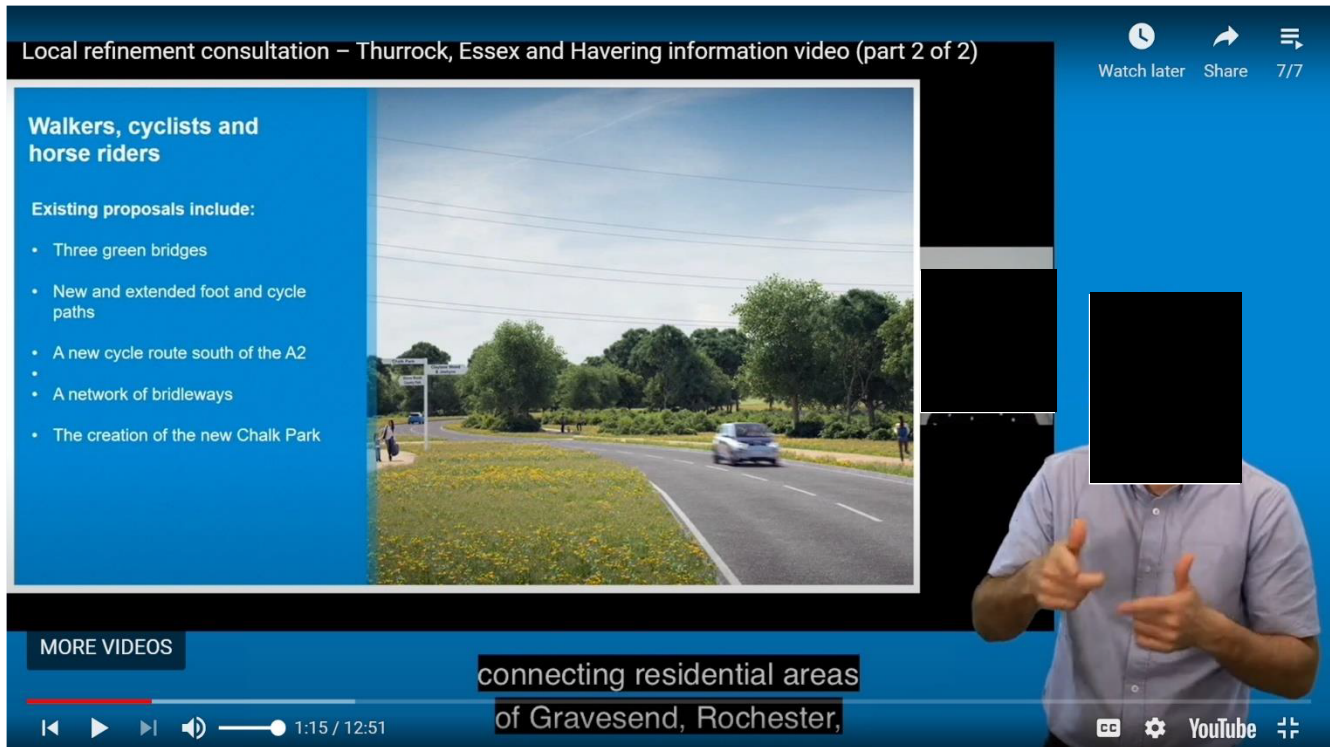 Local refinement consultation – Thurrock, Essex and Havering information video (part 2 of 2)
Watch later
Share
7/7
Walkers, cyclists and
horse riders
Existing proposals include:
• Three green bridges
• New and extended foot and cycle
paths
• A new cycle route south of the A2
•
• A network of bridleways
• The creation of the new Chalk Park
Chalk Park
MORE VIDEOS
connecting residential areas
of Gravesend, Rochester,
1:15 / 12:51
CC
YouTube